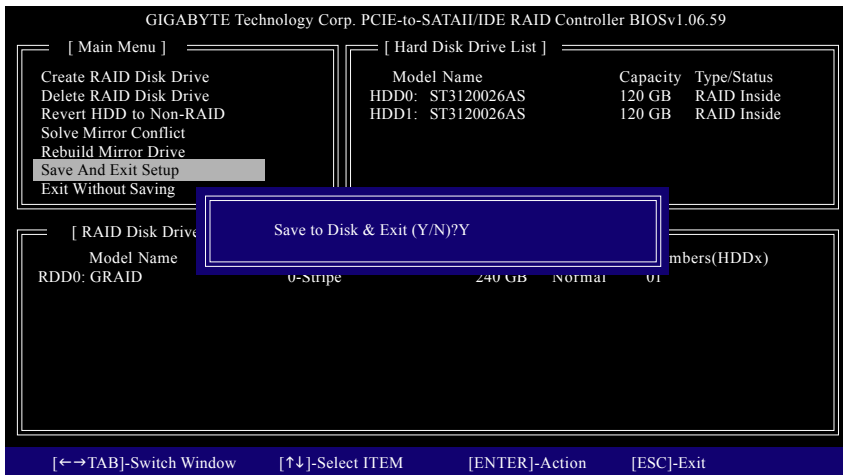 GIGABYTE Technology Corp. PCIE-to-SATAII/IDE RAID Controller BIOSv1.06.59
[ Main Menu ]
Create RAID Disk Drive
Delete RAID Disk Drive
Revert HDD to Non-RAID
Solve Mirror Conflict
Rebuild Mirror Drive
Save And Exit Setup
Exit Without Saving
[ Hard Disk Drive List ]
Model Name Capacity Type/Status
HDD0: ST3120026AS 120 GB RAID Inside
HDD1: ST3120026AS 120 GB RAID Inside
Save to Disk & Exit (Y/N)?Y
[ RAID Disk Drive
Model Name mbers(HDDx)
RDD0: GRAID 0-Stripe 240 GB Normal 01
[←→TAB]-Switch Window [↑↓]-Select ITEM [ENTER]-Action [ESC]-Exit